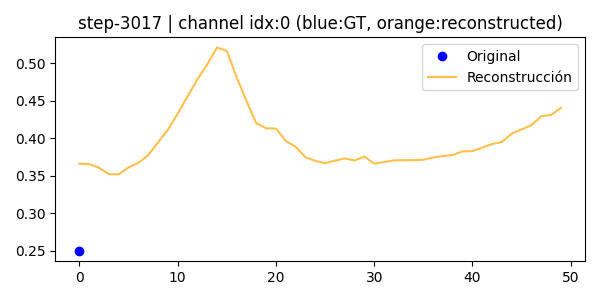 step-3017 | channel idx:0 (blue:GT, orange:reconstructed)
Original
Reconstrucción
0.50
0.45
0.40
0.35
0.30
0.25
0 10 20 30 40 50